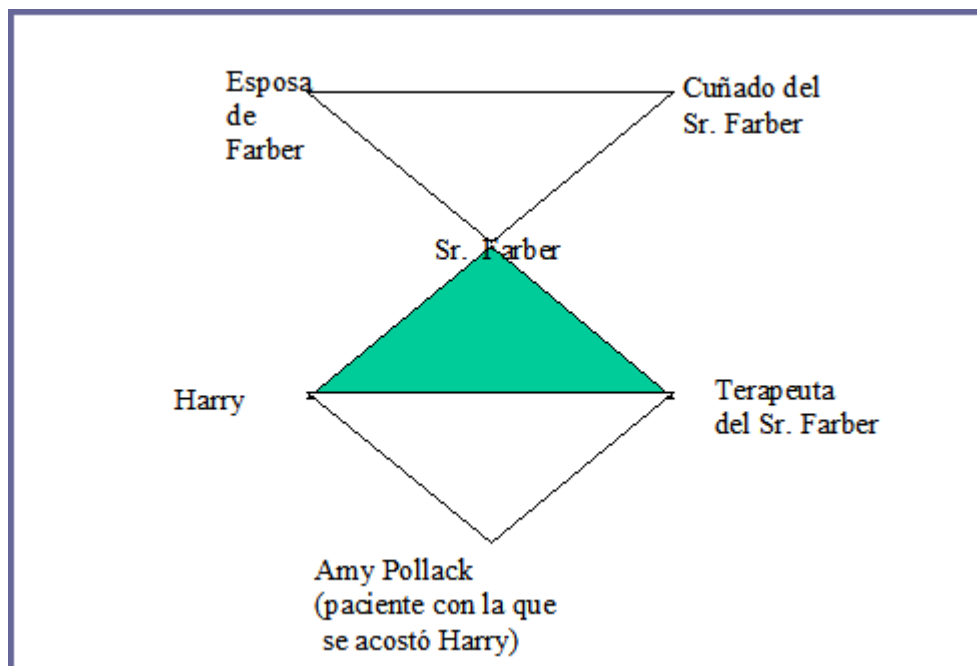 Esposa
de
Farber
Cuñado del
Sr. Farber
Sr. Farber
Harry
Terapeuta
del Sr. Farber
Amy Pollack
(paciente con la que
se acostó Harry)